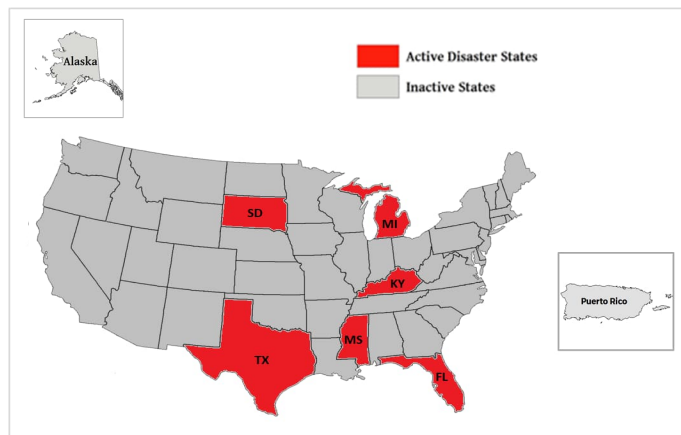 Alaska
Active Disaster States
Inactive States
SD
MI
KY
Puerto Rico
MS
TX
FL